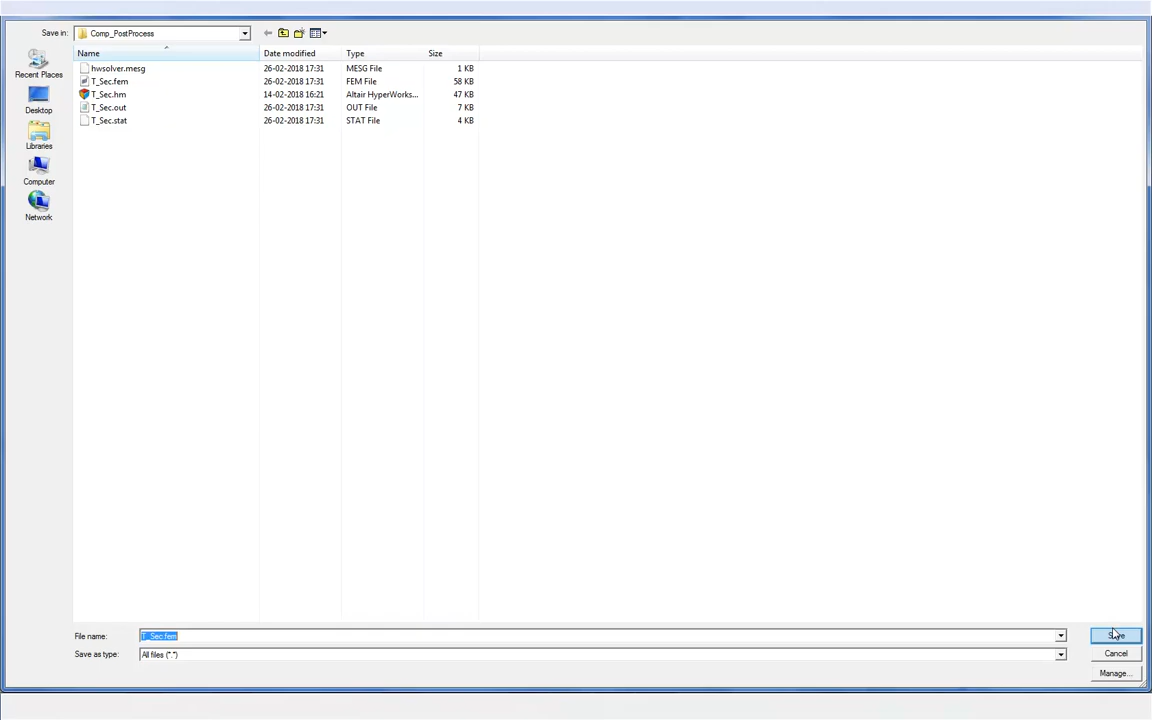 Save in: Comp_PostProcess
Name Date modified Type Size
hwsolver.mesg 26-02-2018 17:31 MESG File 1 KB
T_Sec.fem 26-02-2018 17:31 FEM File 58 KB
T_Sec.hm 14-02-2018 16:21 Altair HyperWorks... 47 KB
T_Sec.out 26-02-2018 17:31 OUT File 7 KB
T_Sec.stat 26-02-2018 17:31 STAT File 4 KB
Recent Places
Desktop
Libraries
Computer
Network
File name: T_Sec.fem Save
Save as type: All files (*.*) Cancel
Manage...